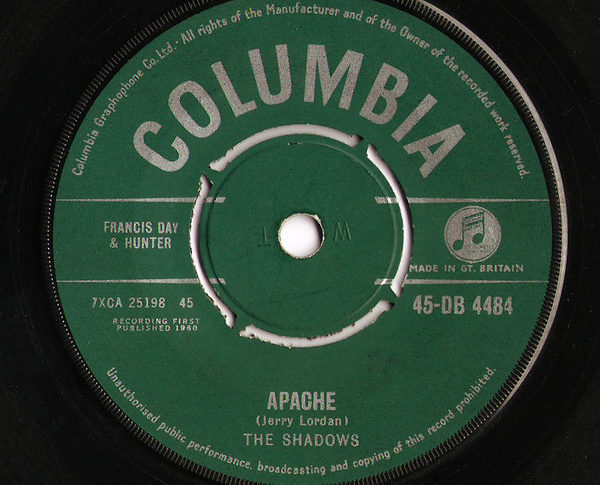 Columbia Graphophone Co. Ltd.· All rights of the Manufacturer and of the Owner of the recorded work reserved.
COLUMBIA
FRANCIS DAY
& HUNTER
MADE IN GT. BRITAIN
7XCA 25198 45
45-DB 4484
RECORDING FIRST
PUBLISHED 1960
W T
APACHE
(Jerry Lordan)
THE SHADOWS
Unauthorised public performance, broadcasting and copying of this record prohibited.